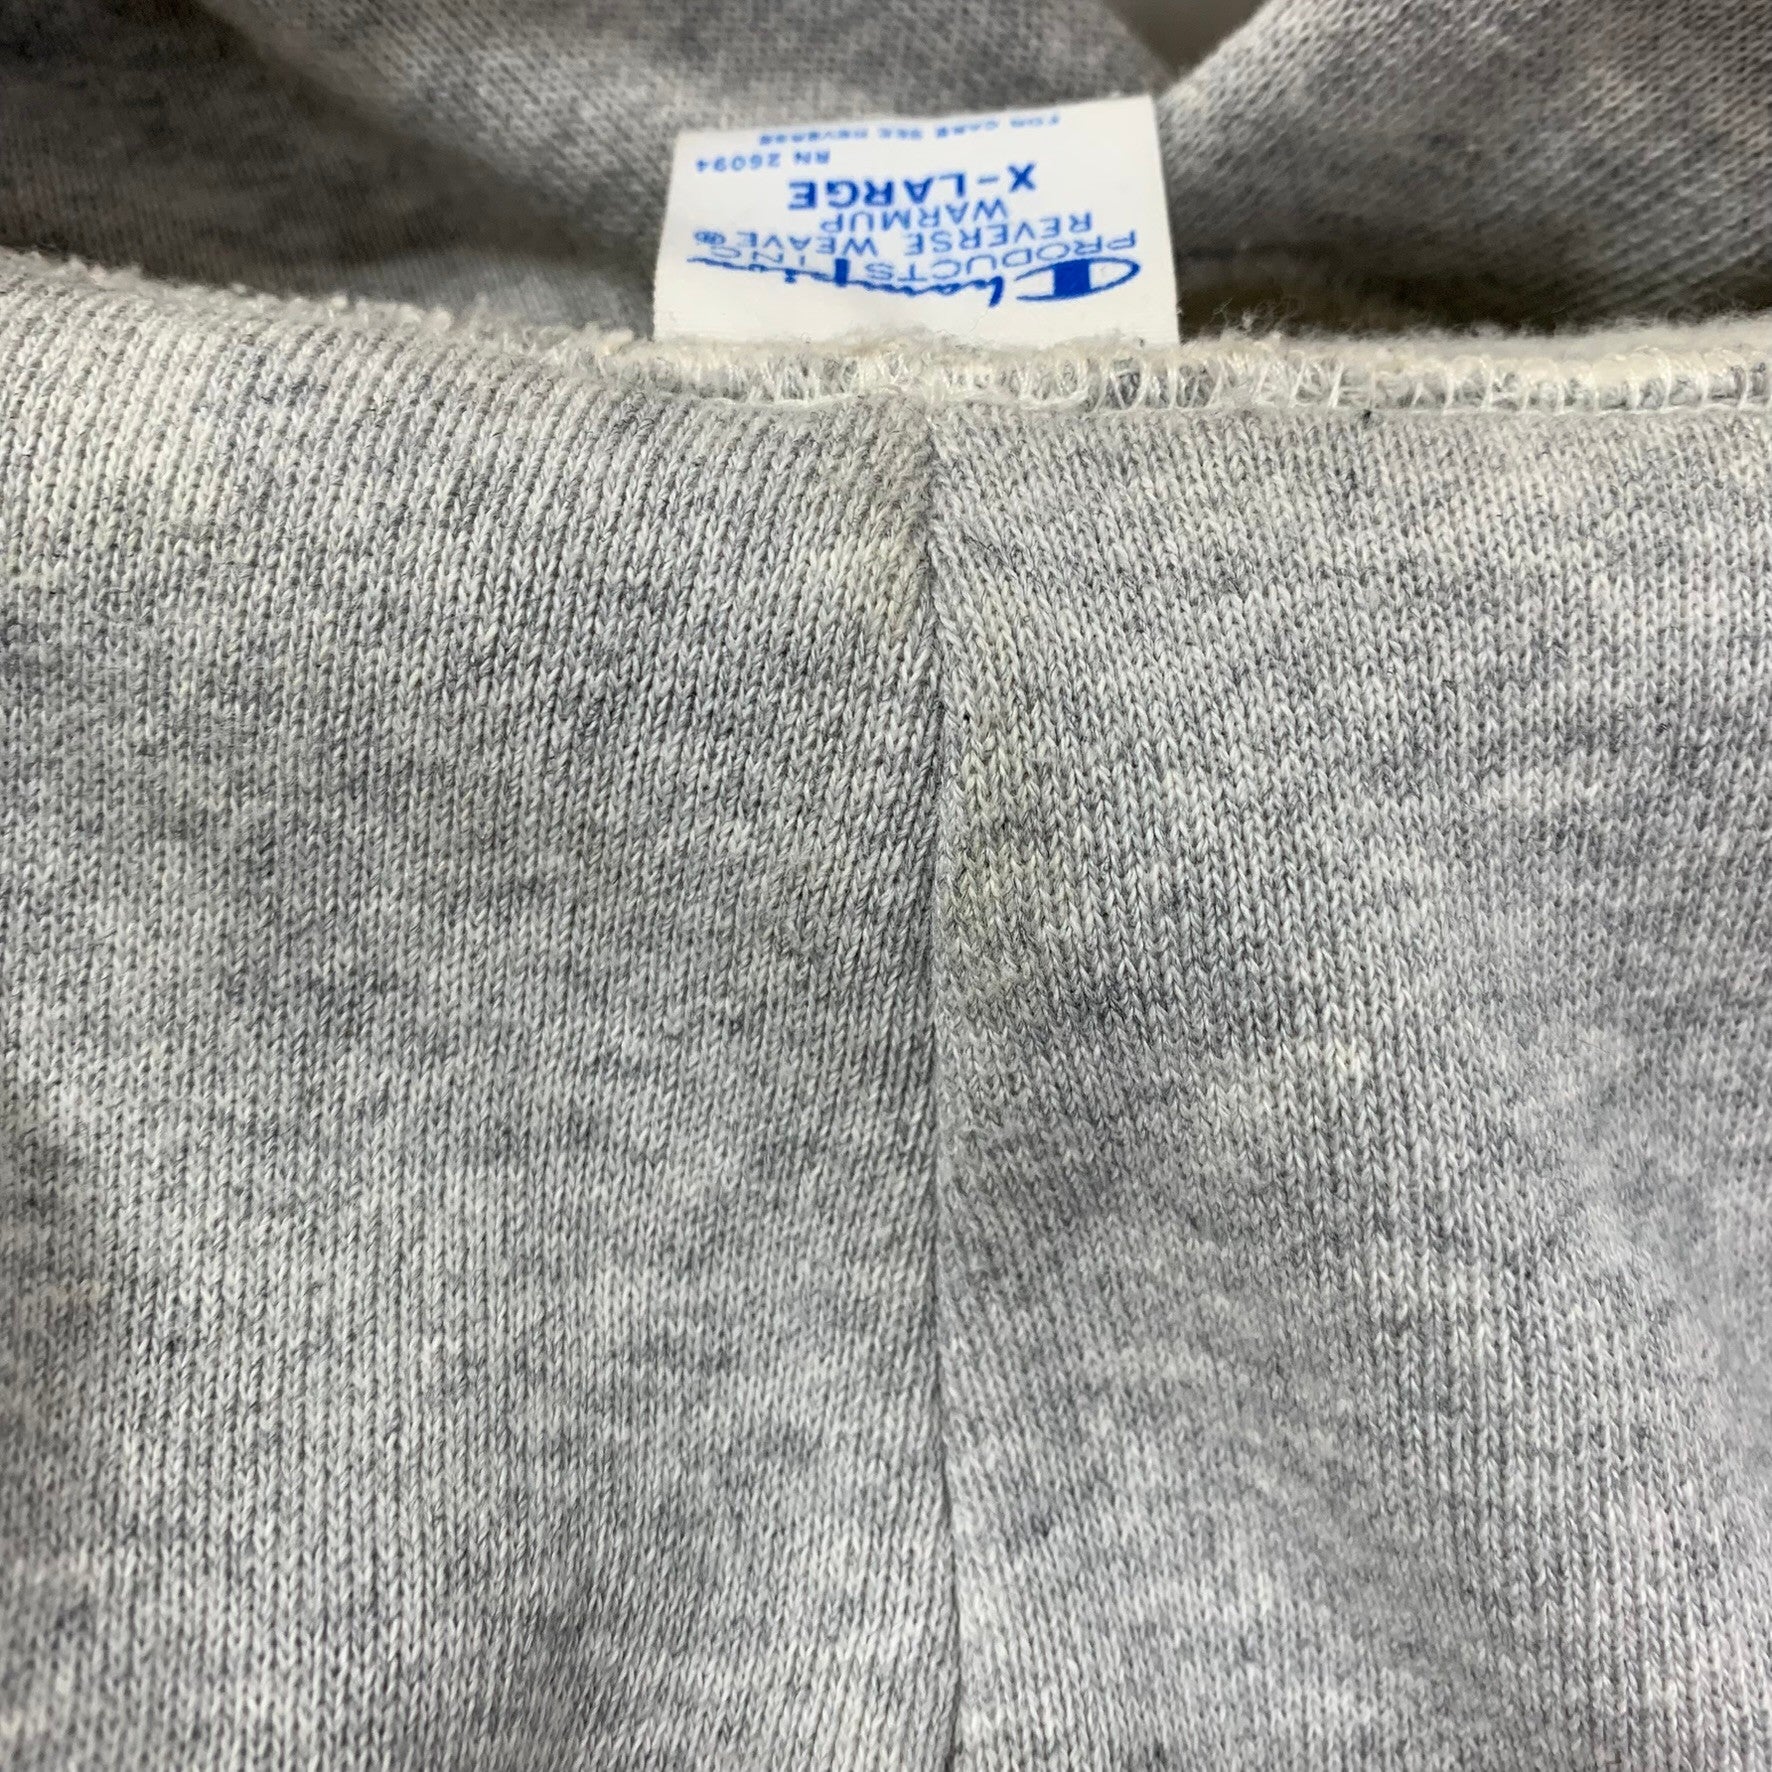 Champion
PRODUCTS INC
REVERSE WEAVE®
WARMUP
X-LARGE
RN 26094
FOR CARE SEE REVERSE